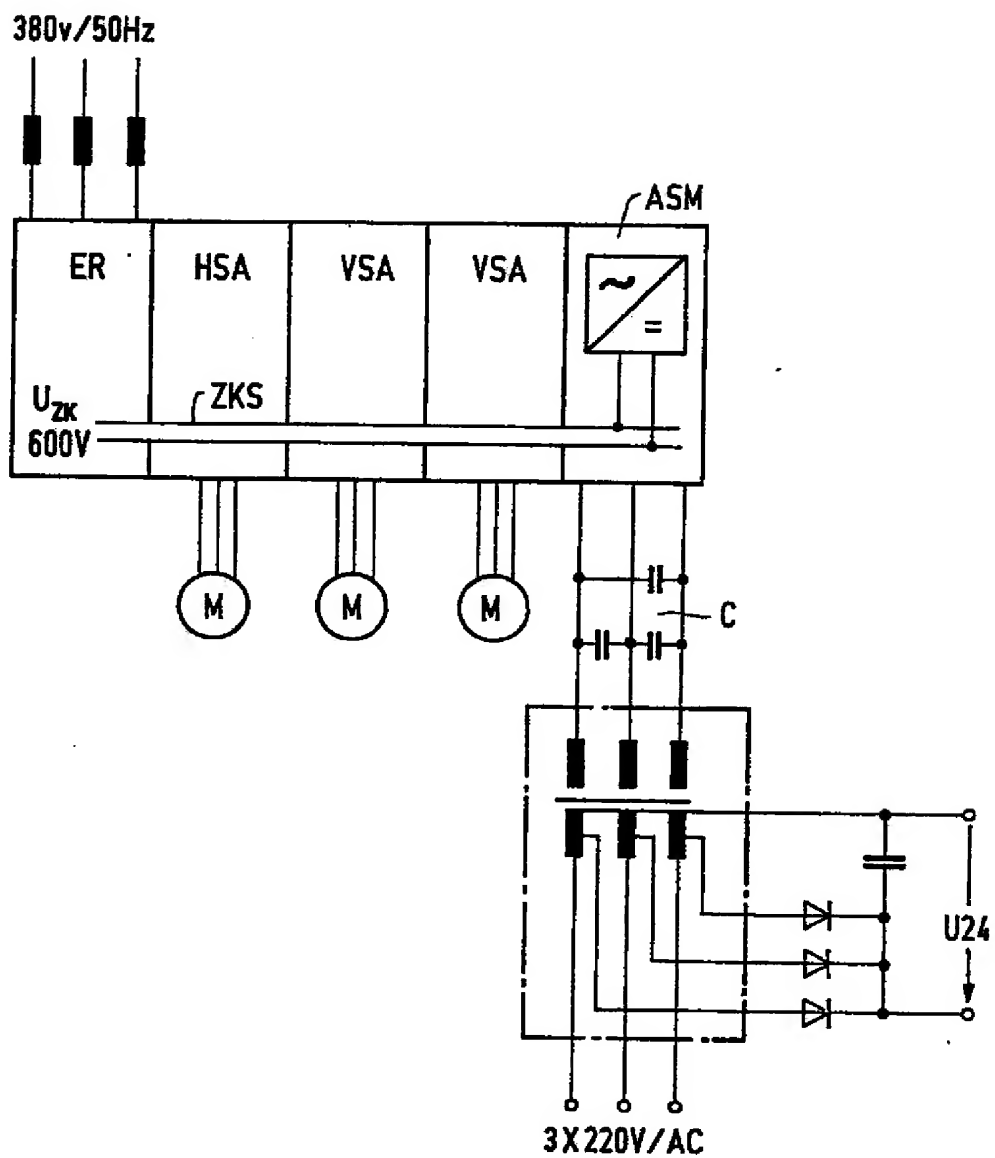 380v/50Hz
ASM
ER
HSA
VSA
VSA
~
=
U_ZK
ZKS
600V
M
M
M
C
U24
3X220V/AC